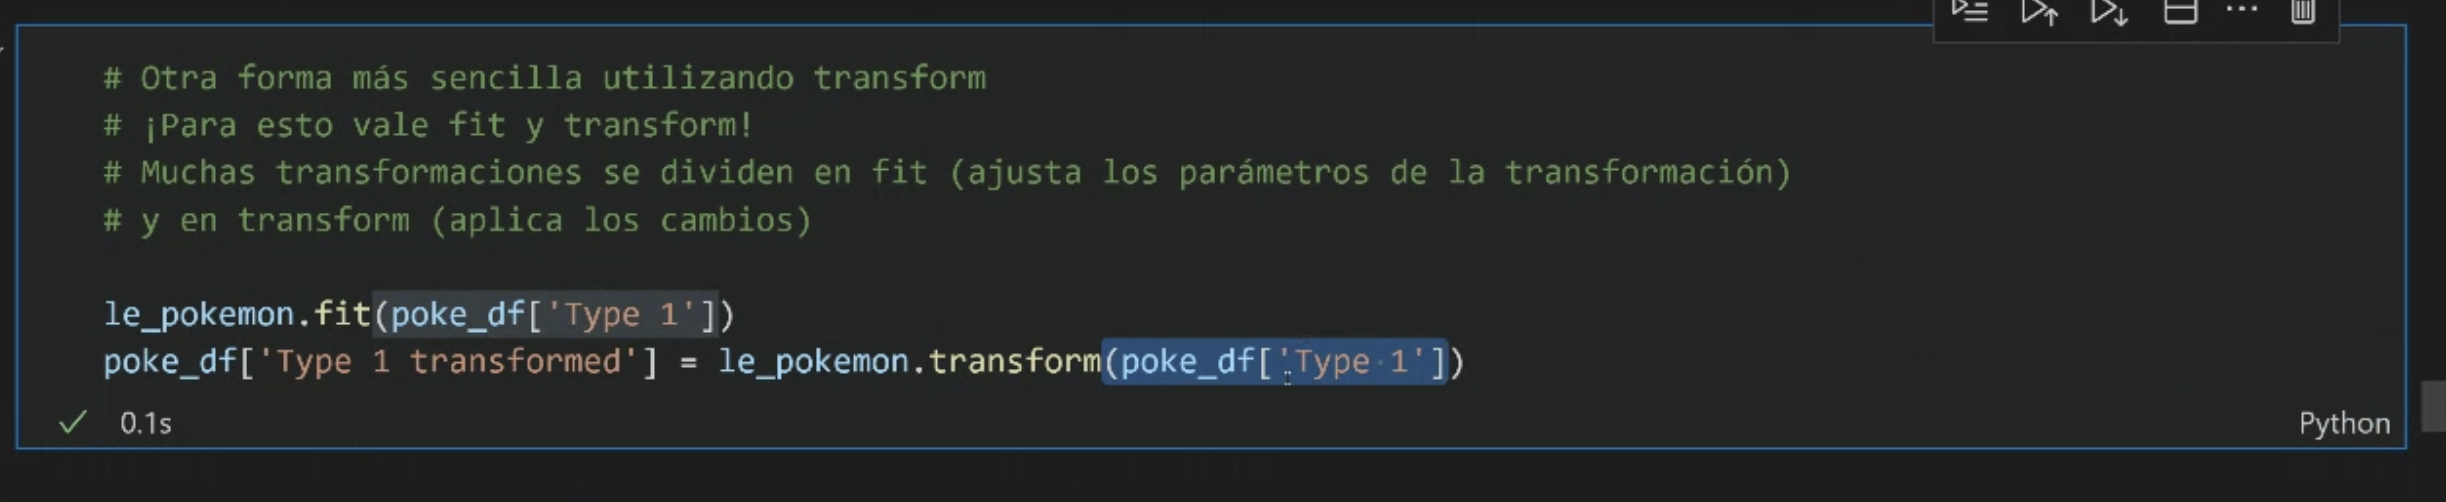 # Otra forma más sencilla utilizando transform
# ¡Para esto vale fit y transform!
# Muchas transformaciones se dividen en fit (ajusta los parámetros de la transformación)
# y en transform (aplica los cambios)
le_pokemon.fit(poke_df['Type 1'])
poke_df['Type 1 transformed'] = le_pokemon.transform(poke_df['Type 1'])
0.1s
Python